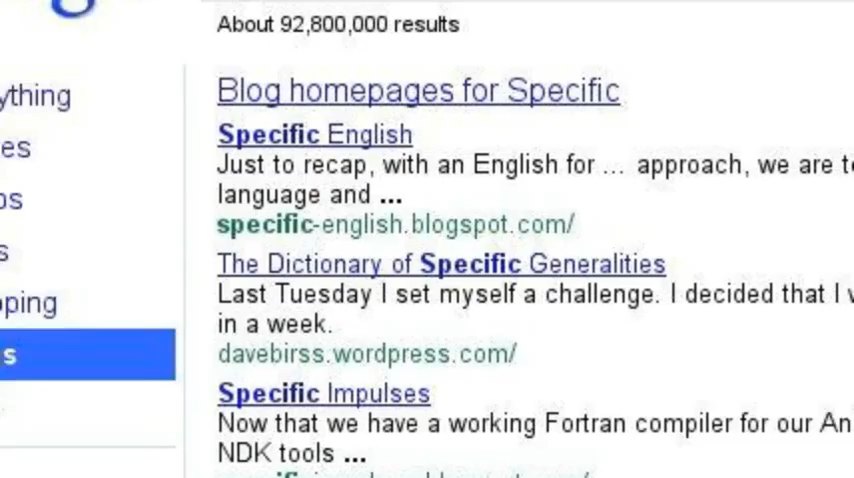 About 92,800,000 results
Blog homepages for Specific
Specific English
Just to recap, with an English for ... approach, we are
language and ...
specific-english.blogspot.com/
The Dictionary of Specific Generalities
Last Tuesday I set myself a challenge. I decided that I
in a week.
davebirss.wordpress.com/
Specific Impulses
Now that we have a working Fortran compiler for our An
NDK tools ...
ything
es
os
s
pping
s